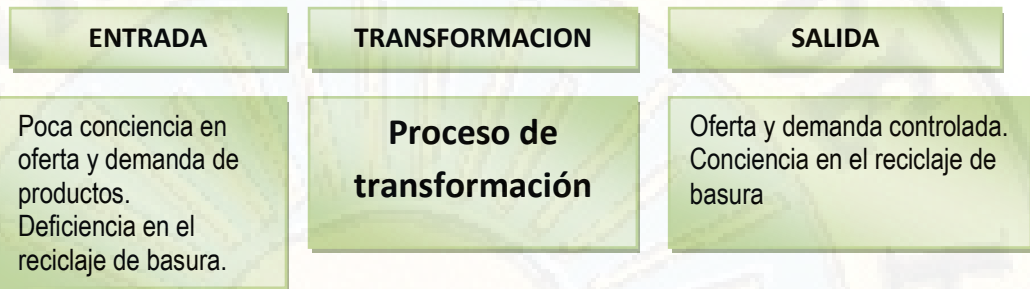 ENTRADA
TRANSFORMACION
SALIDA
Poca conciencia en
oferta y demanda de
productos.
Deficiencia en el
reciclaje de basura.
Proceso de
transformación
Oferta y demanda controlada.
Conciencia en el reciclaje de
basura